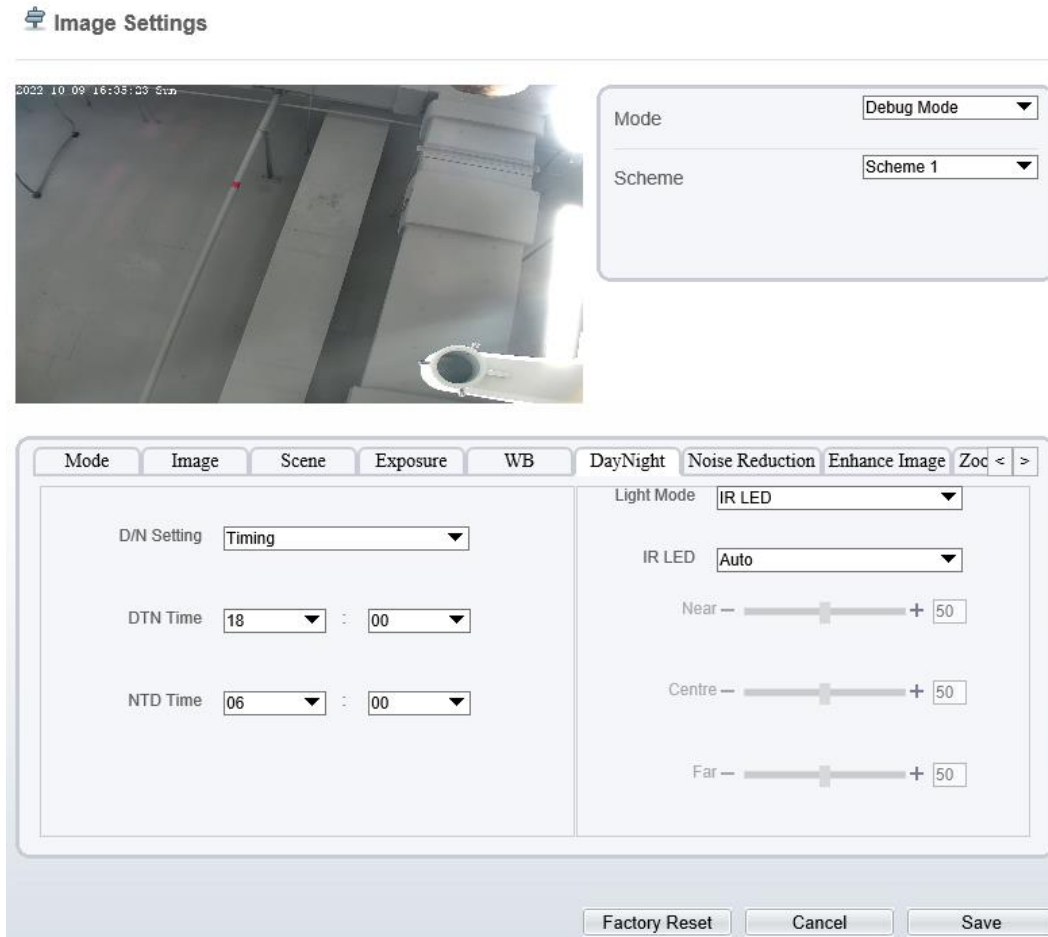 Image Settings
2022 10 09 16:35:23 Sun
Mode Debug Mode
Scheme Scheme 1
Mode Image Scene Exposure WB DayNight Noise Reduction Enhance Image Zoo < >
D/N Setting Timing
DTN Time 18 : 00
NTD Time 06 : 00
Light Mode IR LED
IR LED Auto
Near − + 50
Centre − + 50
Far − + 50
Factory Reset Cancel Save